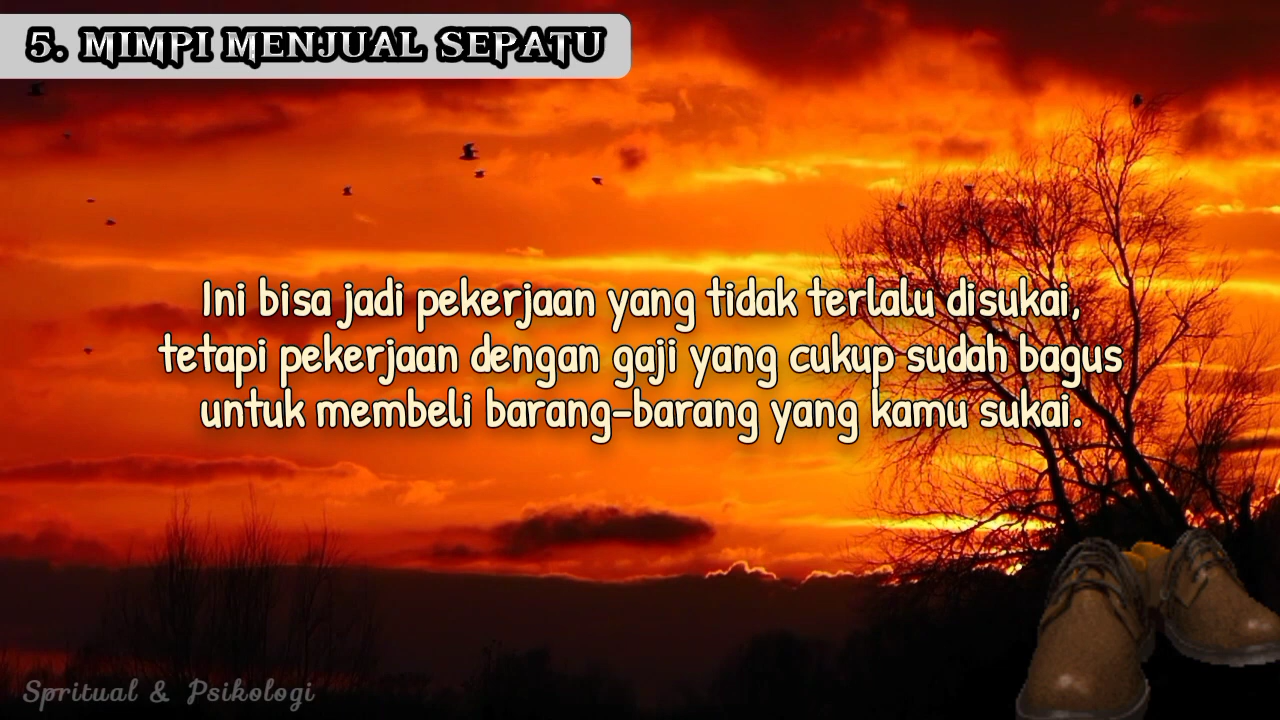 5. MIMPI MENJUAL SEPATU
Ini bisa jadi pekerjaan yang tidak terlalu disukai,
tetapi pekerjaan dengan gaji yang cukup sudah bagus
untuk membeli barang-barang yang kamu sukai.
Spritual & Psikologi